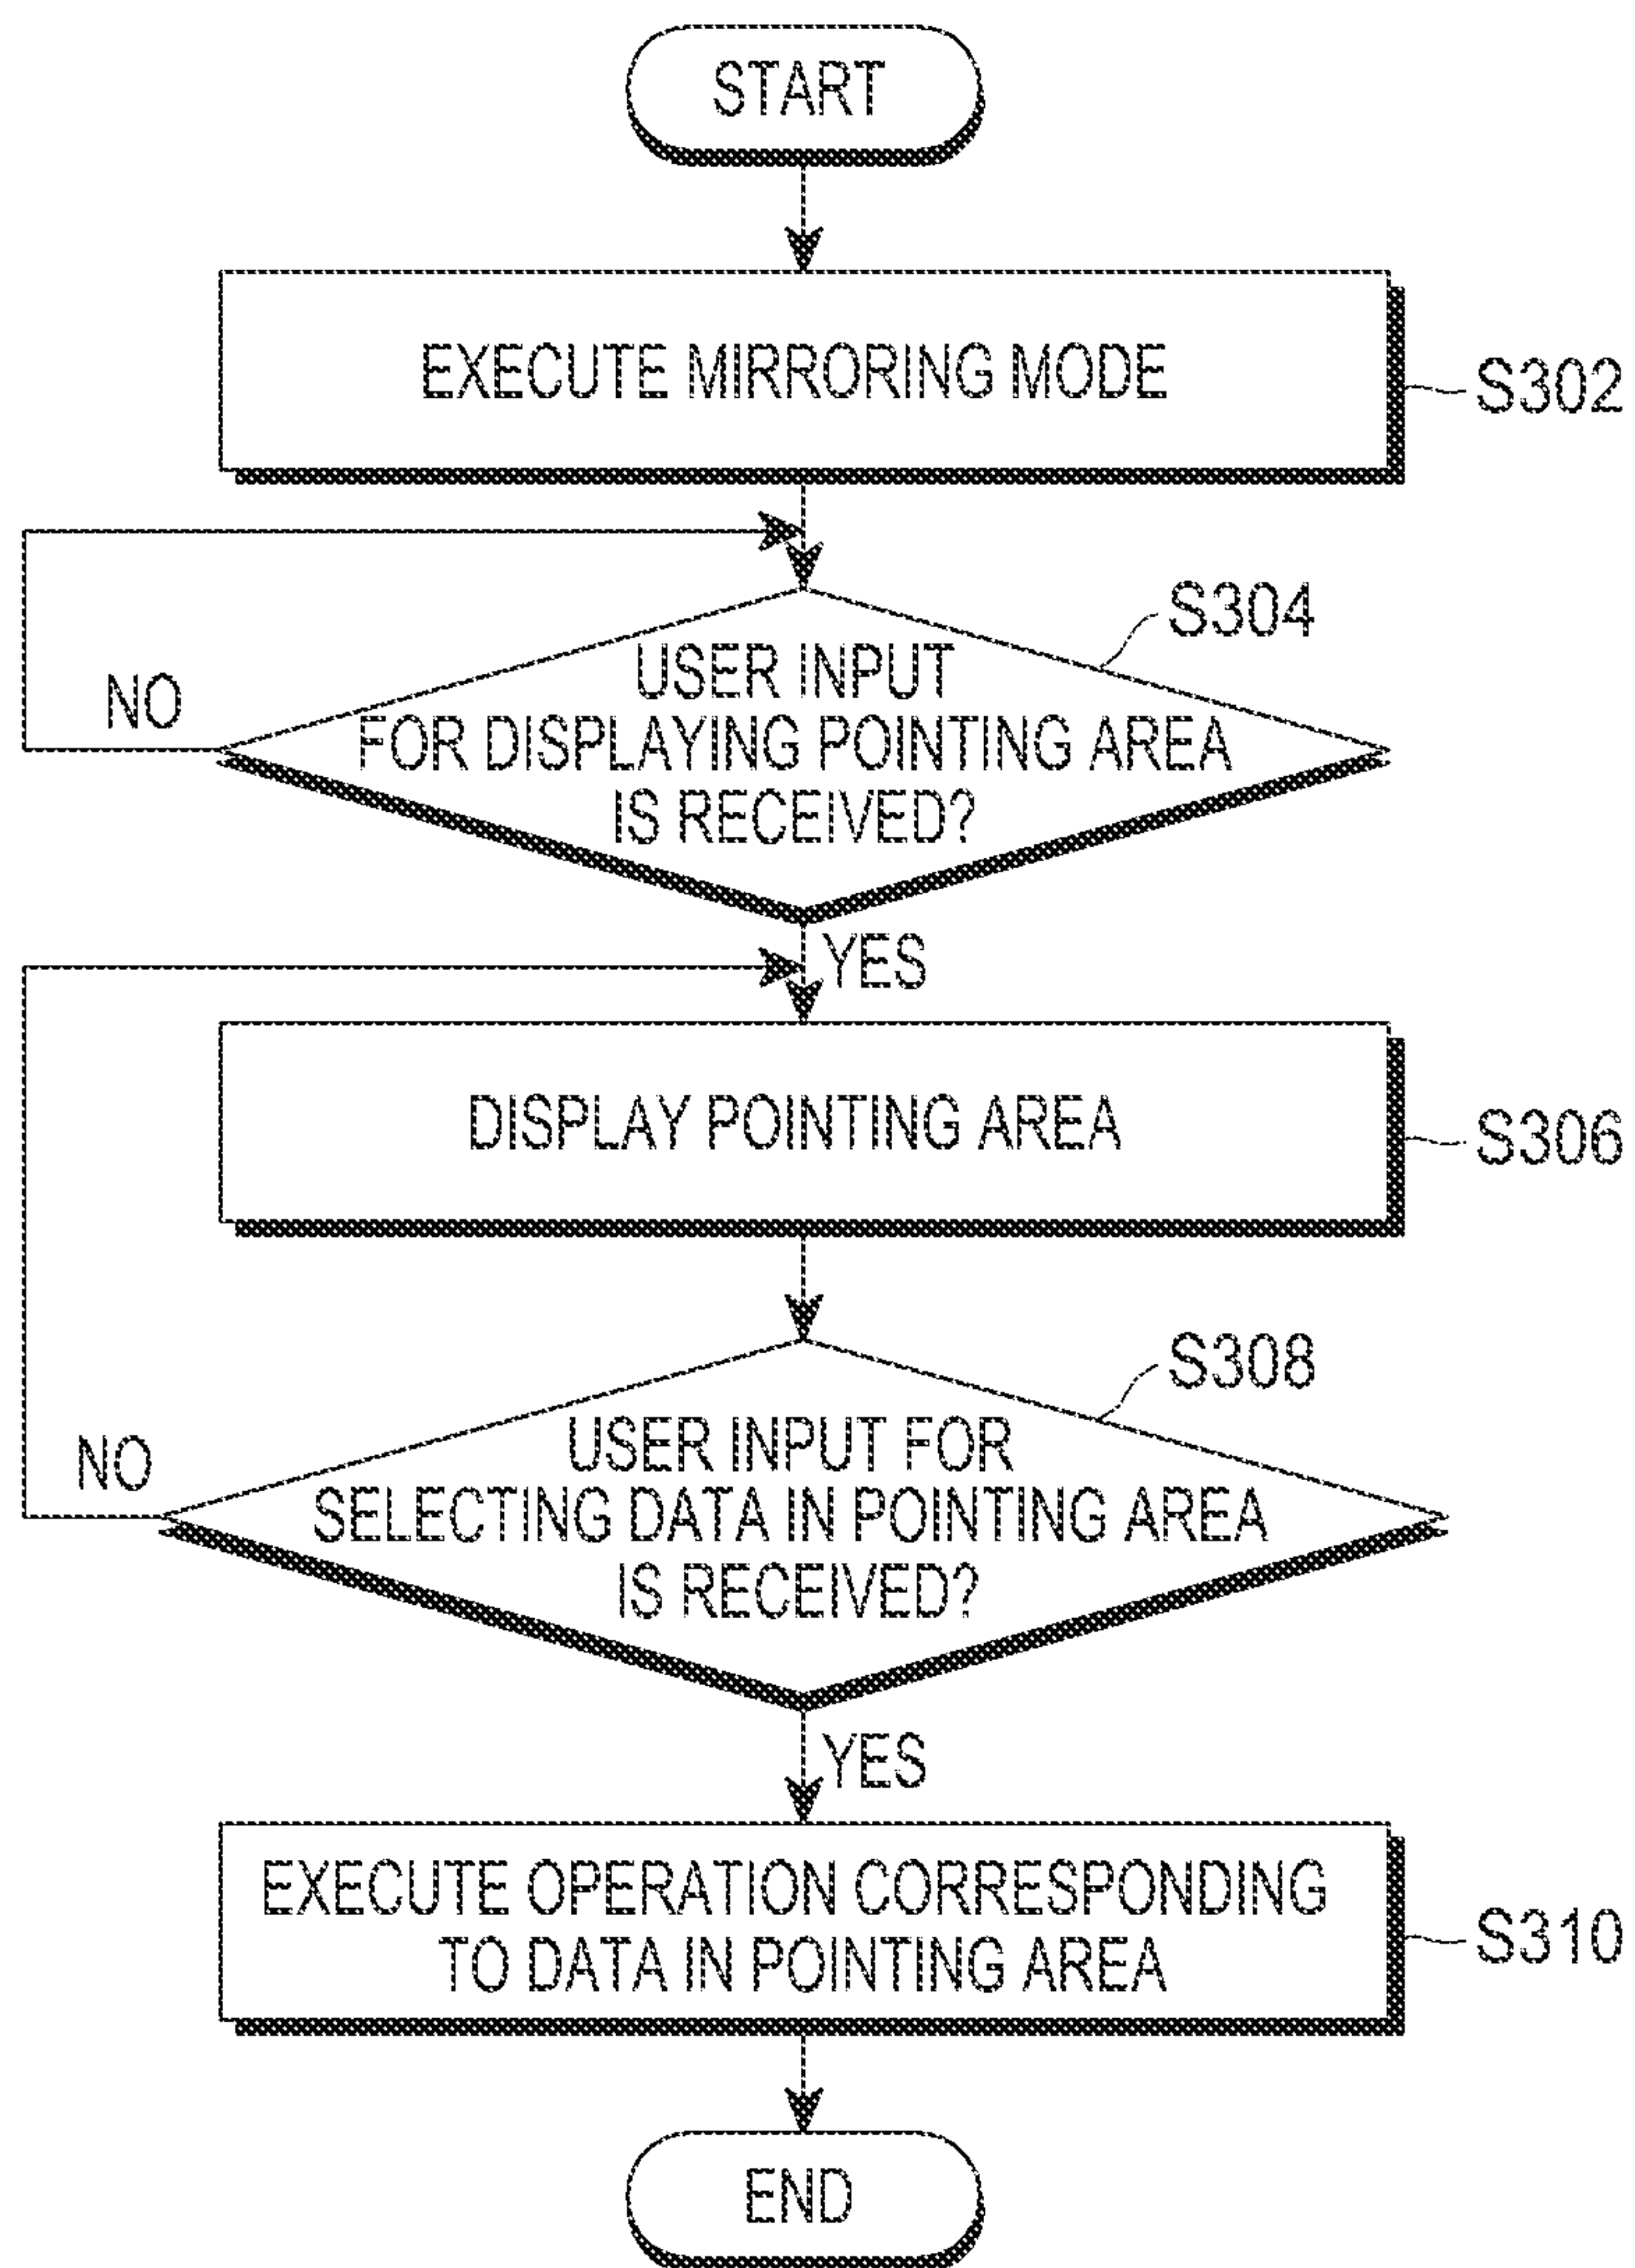 START
EXECUTE MIRRORING MODE
S302
S304
USER INPUT
FOR DISPLAYING POINTING AREA
IS RECEIVED?
NO
YES
DISPLAY POINTING AREA
S306
S308
USER INPUT FOR
SELECTING DATA IN POINTING AREA
IS RECEIVED?
NO
YES
EXECUTE OPERATION CORRESPONDING
TO DATA IN POINTING AREA
S310
END